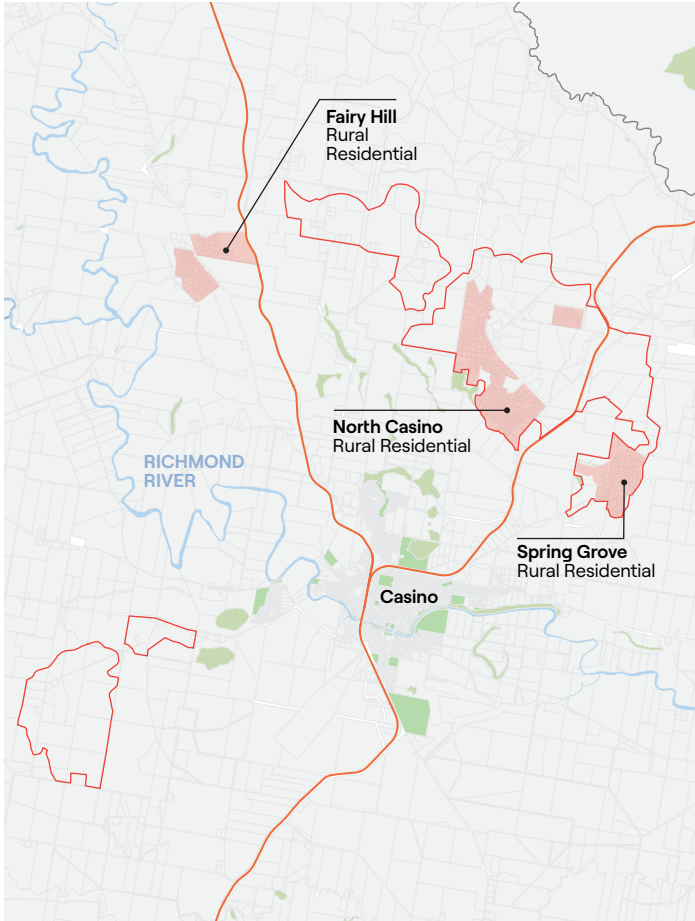 Fairy Hill
Rural
Residential
North Casino
Rural Residential
RICHMOND
RIVER
Spring Grove
Rural Residential
Casino